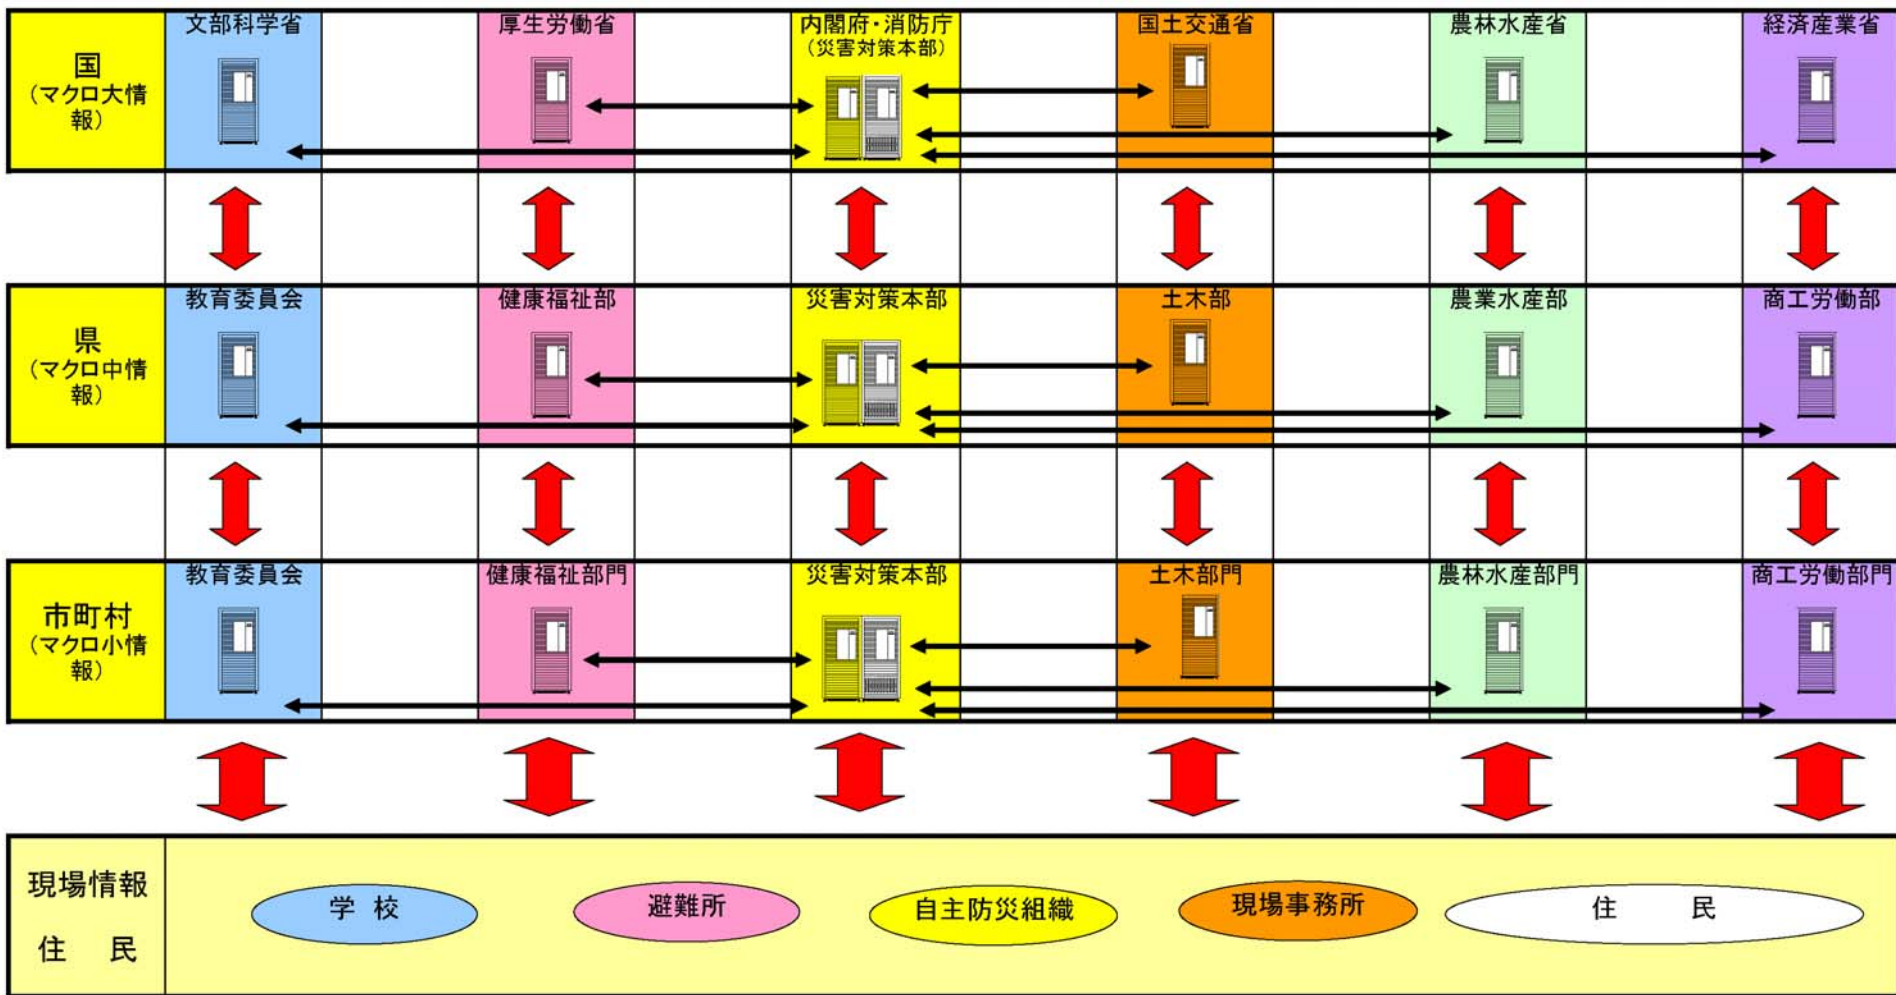 文部科学省
厚生労働省
内閣府・消防庁
(災害対策本部)
国土交通省
農林水産省
経済産業省
国
(マクロ大情
報)
教育委員会
健康福祉部
災害対策本部
土木部
農業水産部
商工労働部
県
(マクロ中情
報)
教育委員会
健康福祉部門
災害対策本部
土木部門
農林水産部門
商工労働部門
市町村
(マクロ小情
報)
現場情報
住 民
学 校
避難所
自主防災組織
現場事務所
住 民